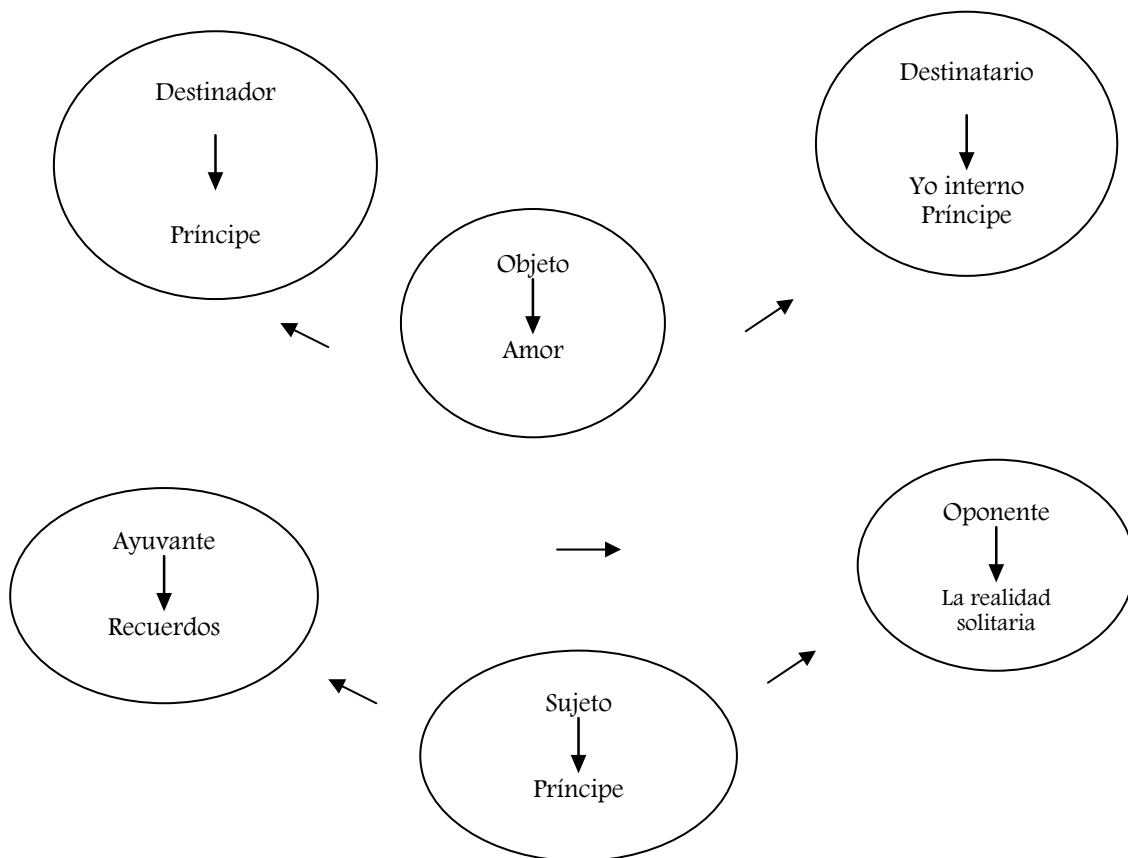 Destinador
Príncipe
Destinatario
Yo interno
Príncipe
Objeto
Amor
Ayuvante
Recuerdos
Oponente
La realidad
solitaria
Sujeto
Príncipe